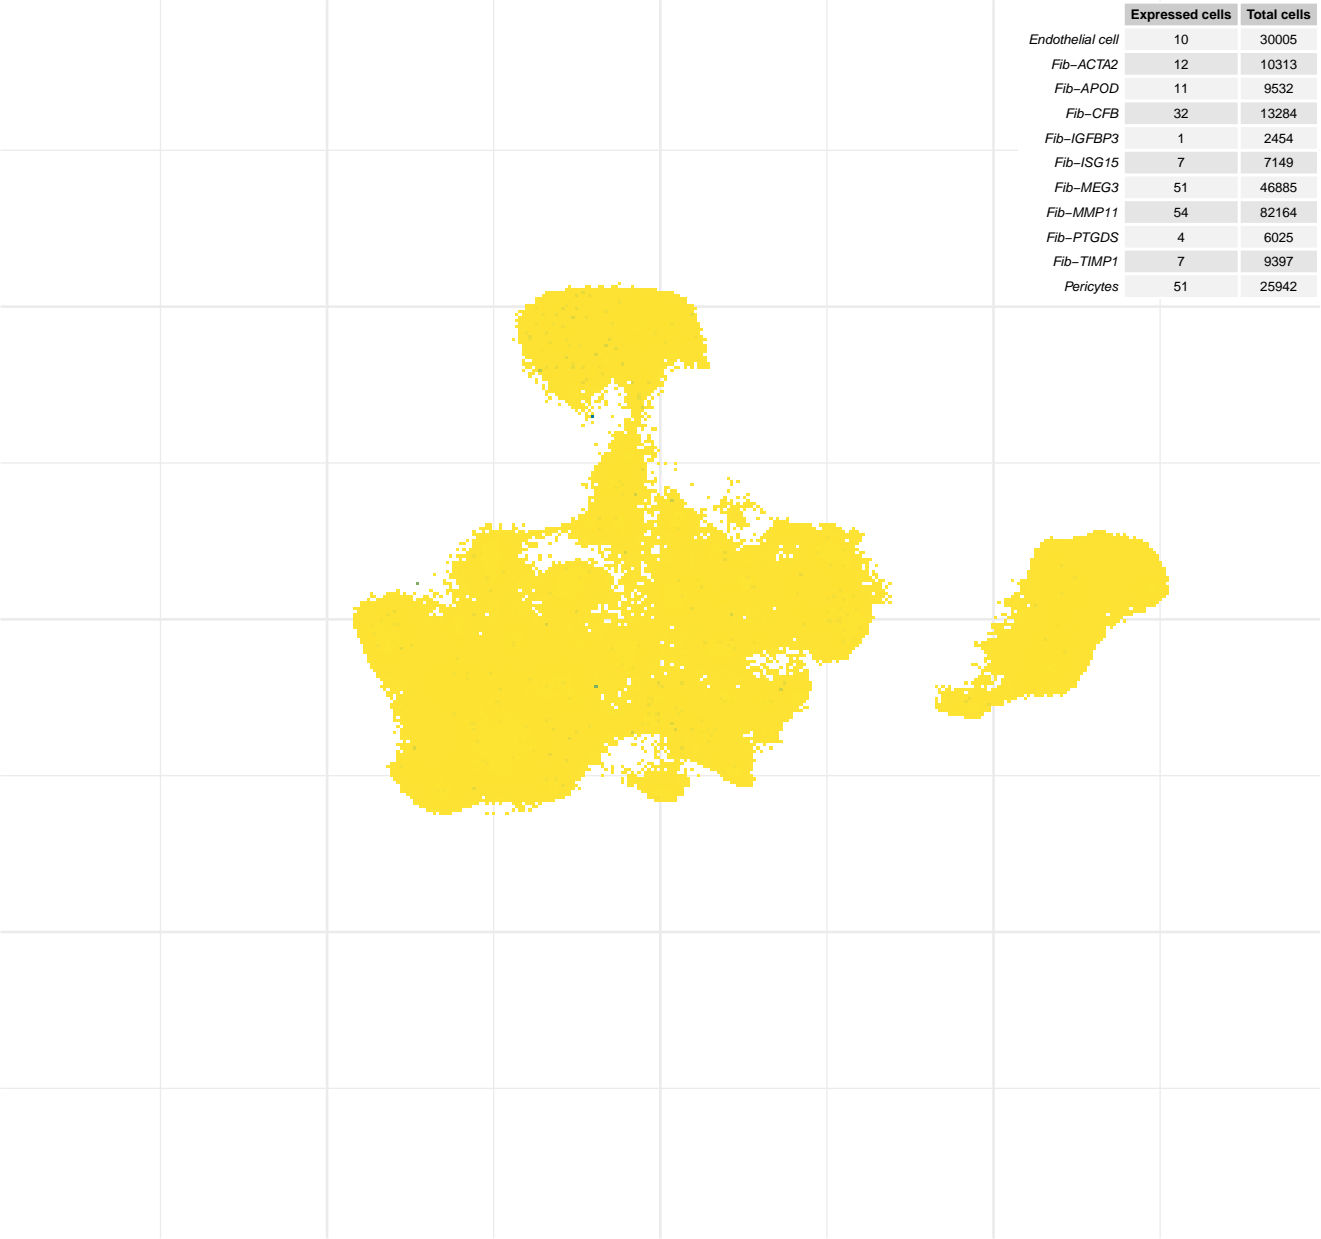 Expressed cells Total cells
Endothelial cell 10 30005
Fib−ACTA2 12 10313
Fib−APOD 11 9532
Fib−CFB 32 13284
Fib−IGFBP3 1 2454
Fib−ISG15 7 7149
Fib−MEG3 51 46885
Fib−MMP11 54 82164
Fib−PTGDS 4 6025
Fib−TIMP1 7 9397
Pericytes 51 25942